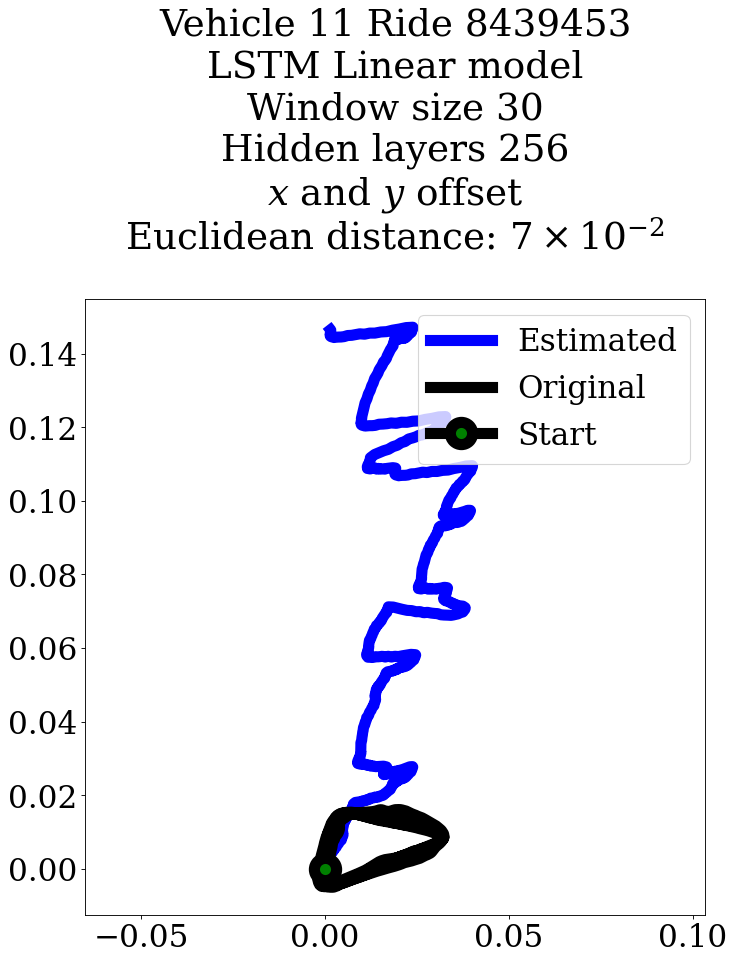 Vehicle 11 Ride 8439453
LSTM Linear model
Window size 30
Hidden layers 256
x and y offset
Euclidean distance: 7 × 10⁻²
Estimated
Original
Start
0.14
0.12
0.10
0.08
0.06
0.04
0.02
0.00
−0.05
0.00
0.05
0.10